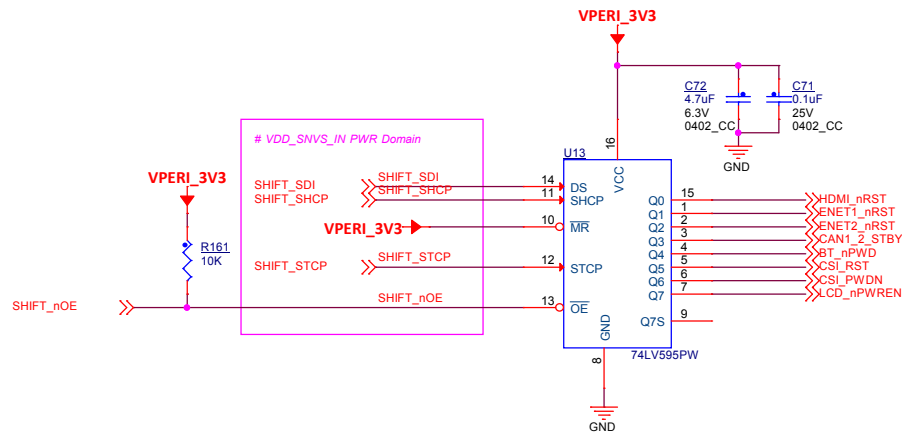 VPERI_3V3
C72
4.7uF
6.3V
0402_CC
C71
0.1uF
25V
0402_CC
GND
# VDD_SNVS_IN PWR Domain
U13
16
VCC
VPERI_3V3
R161
10K
SHIFT_SDI
SHIFT_SDI
14
DS
SHIFT_SHCP
SHIFT_SHCP
11
SHCP
VPERI_3V3
10
MR
SHIFT_STCP
SHIFT_STCP
12
STCP
SHIFT_nOE
SHIFT_nOE
13
OE
Q0
15
HDMI_nRST
Q1
1
ENET1_nRST
Q2
2
ENET2_nRST
Q3
3
CAN1_2_STBY
Q4
4
BT_nPWD
Q5
5
CSI_RST
Q6
6
CSI_PWDN
Q7
7
LCD_nPWREN
Q7S
9
GND
8
74LV595PW
GND